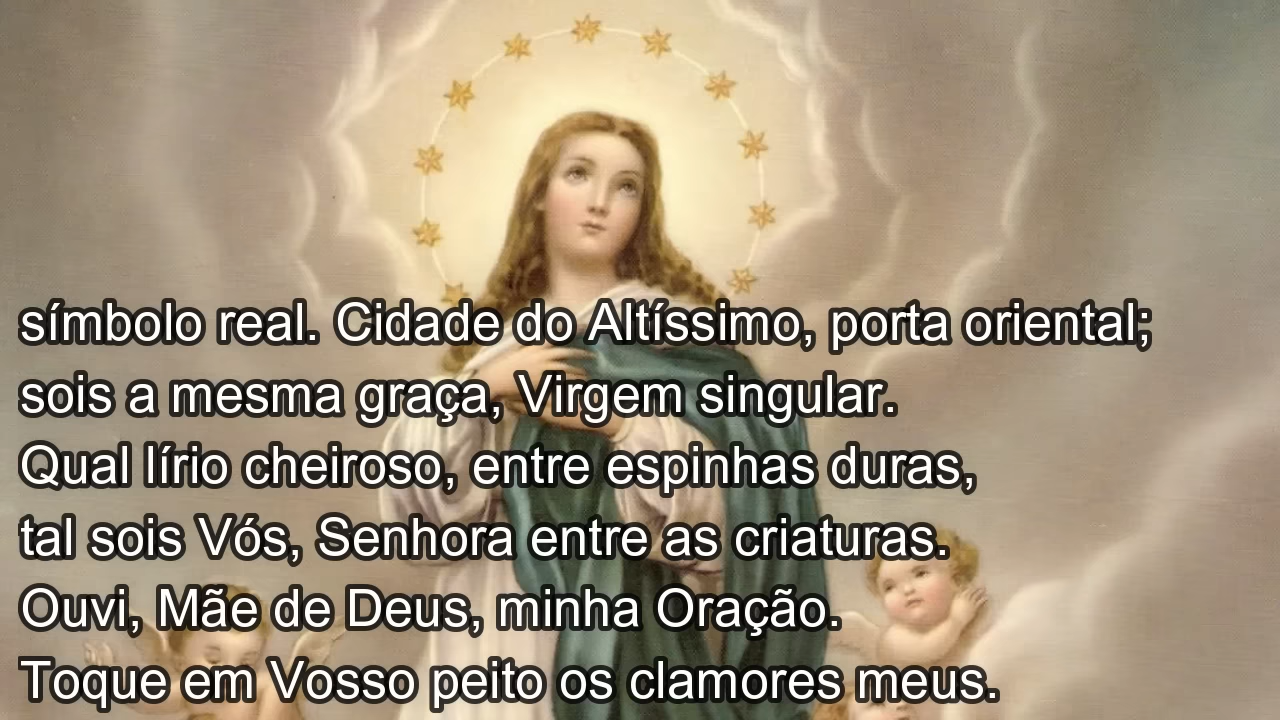 símbolo real. Cidade do Altíssimo, porta oriental;
sois a mesma graça, Virgem singular.
Qual lírio cheiroso, entre espinhas duras,
tal sois Vós, Senhora entre as criaturas.
Ouvi, Mãe de Deus, minha Oração.
Toque em Vosso peito os clamores meus.